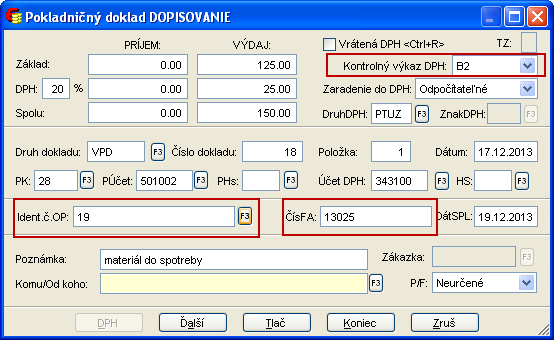 Pokladničný doklad DOPISOVANIE
PRÍJEM: VÝDAJ: Vrátená DPH <Ctrl+R> TZ:
Základ: 0.00 125.00 Kontrolný výkaz DPH: B2
DPH: 20 % 0.00 25.00 Zaradenie do DPH: Odpočítateľné
Spolu: 0.00 150.00 DruhDPH: PTUZ F3 ZnakDPH: F3
Druh dokladu: VPD F3 Číslo dokladu: 18 Položka: 1 Dátum: 17.12.2013
PK: 28 F3 PÚčet: 501002 F3 PHs: F3 Účet DPH: 343100 F3 HS: F3
Ident.č.OP: 19 F3 ČísFA: 13025 DátSPL: 19.12.2013
Poznámka: materiál do spotreby Zákazka: F3
Komu/Od koho: F3 P/F: Neurčené
DPH Ďalší Tlač Koniec Zruš